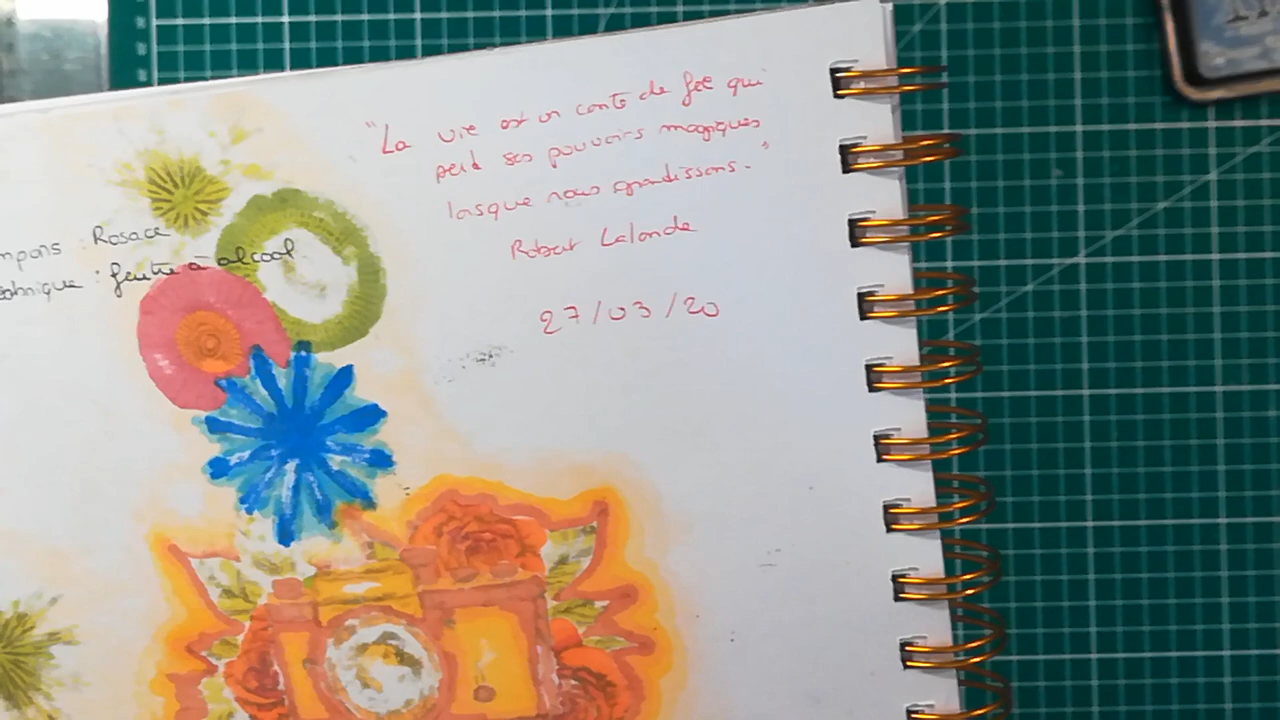 "La vie est un conte de fée qui
perd ses pouvoirs magiques
lorsque nous grandissons."
Robert Lalonde
27/03/20
mpons : Rosace
chnique : feutre à alcool